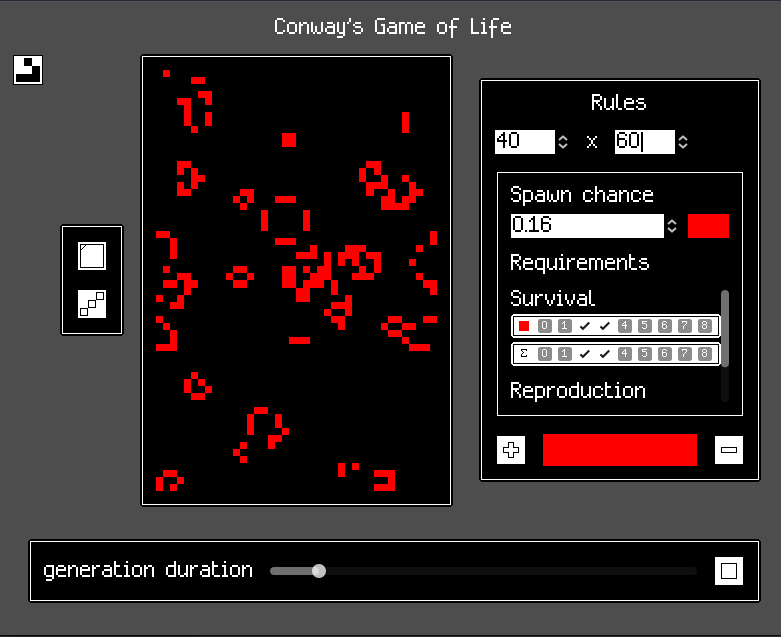 Conway's Game of Life
Rules
40 x 60
Spawn chance
0.16
Requirements
Survival
0 1 ✓ ✓ 4 5 6 7 8
Σ 0 1 ✓ ✓ 4 5 6 7 8
Reproduction
generation duration